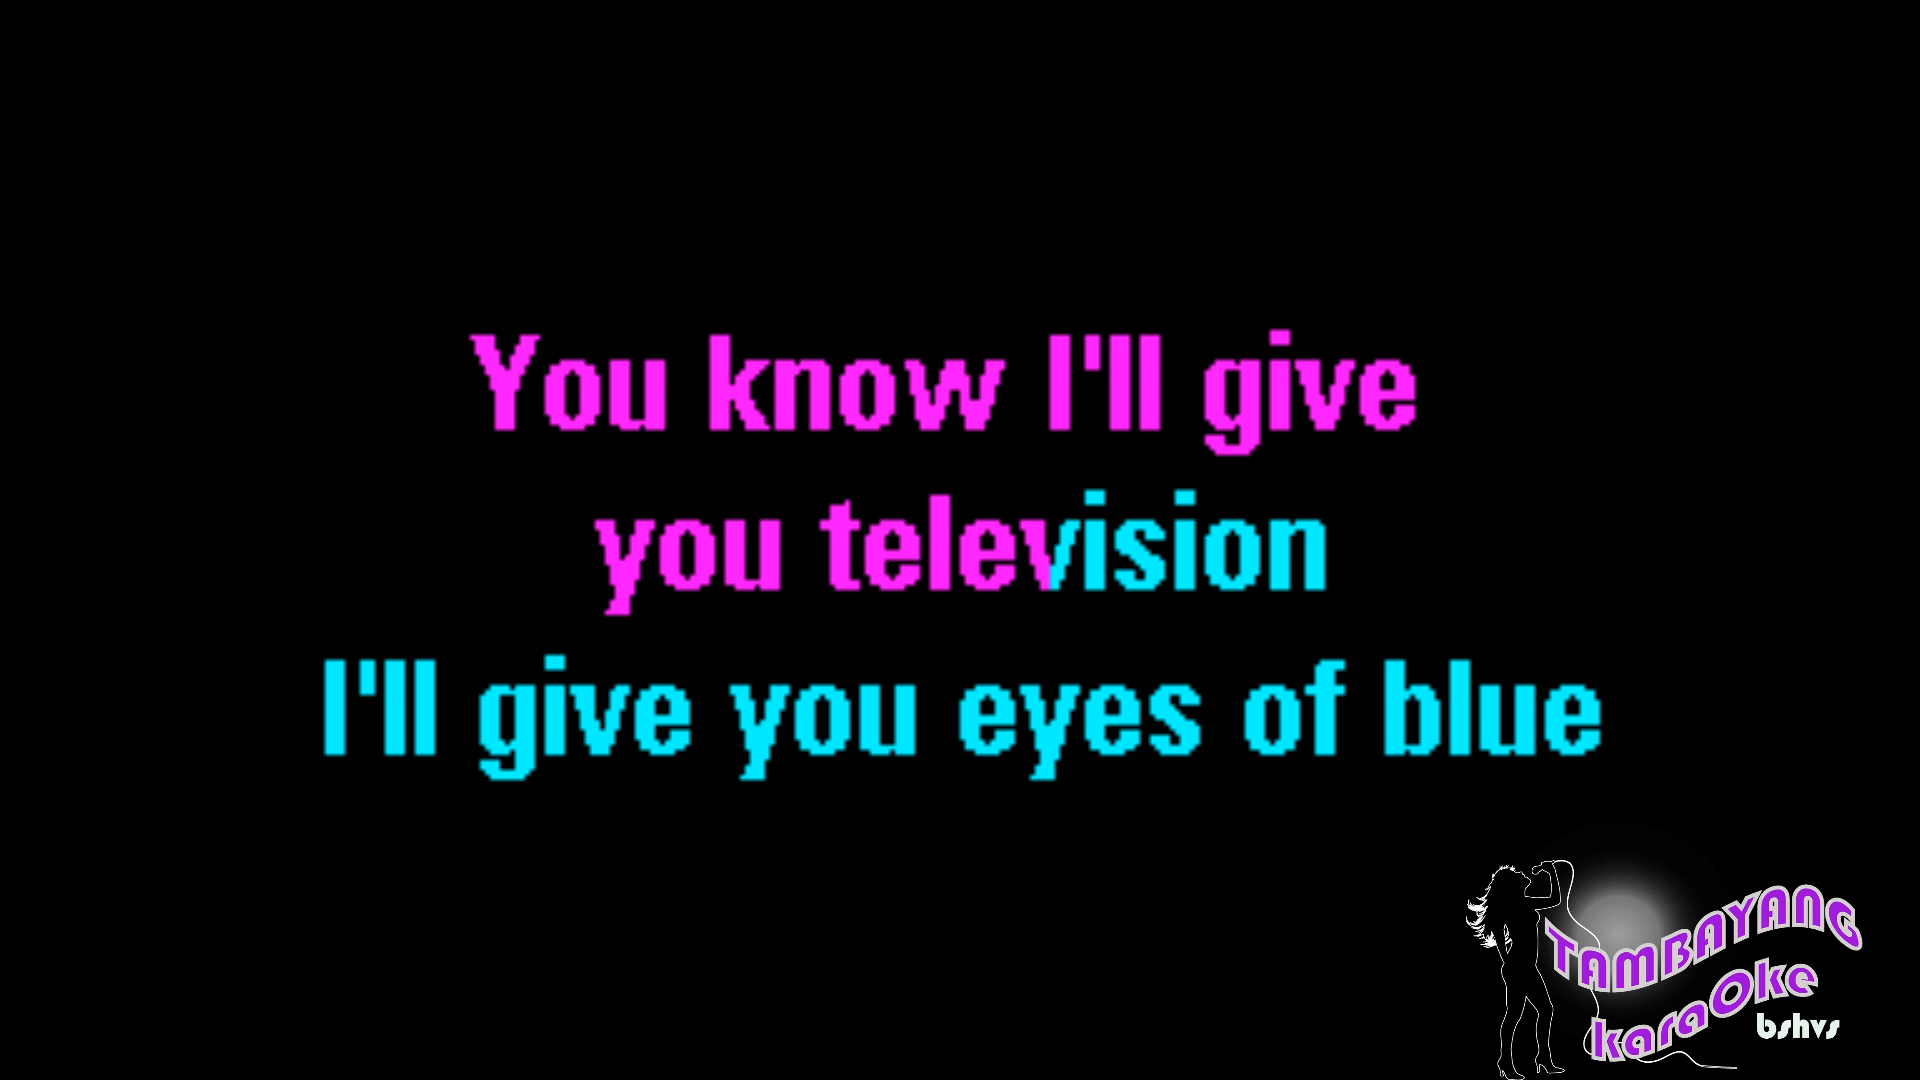 You know I'll give
you television
I'll give you eyes of blue
TAMBAYANG
karaOke
bshvs